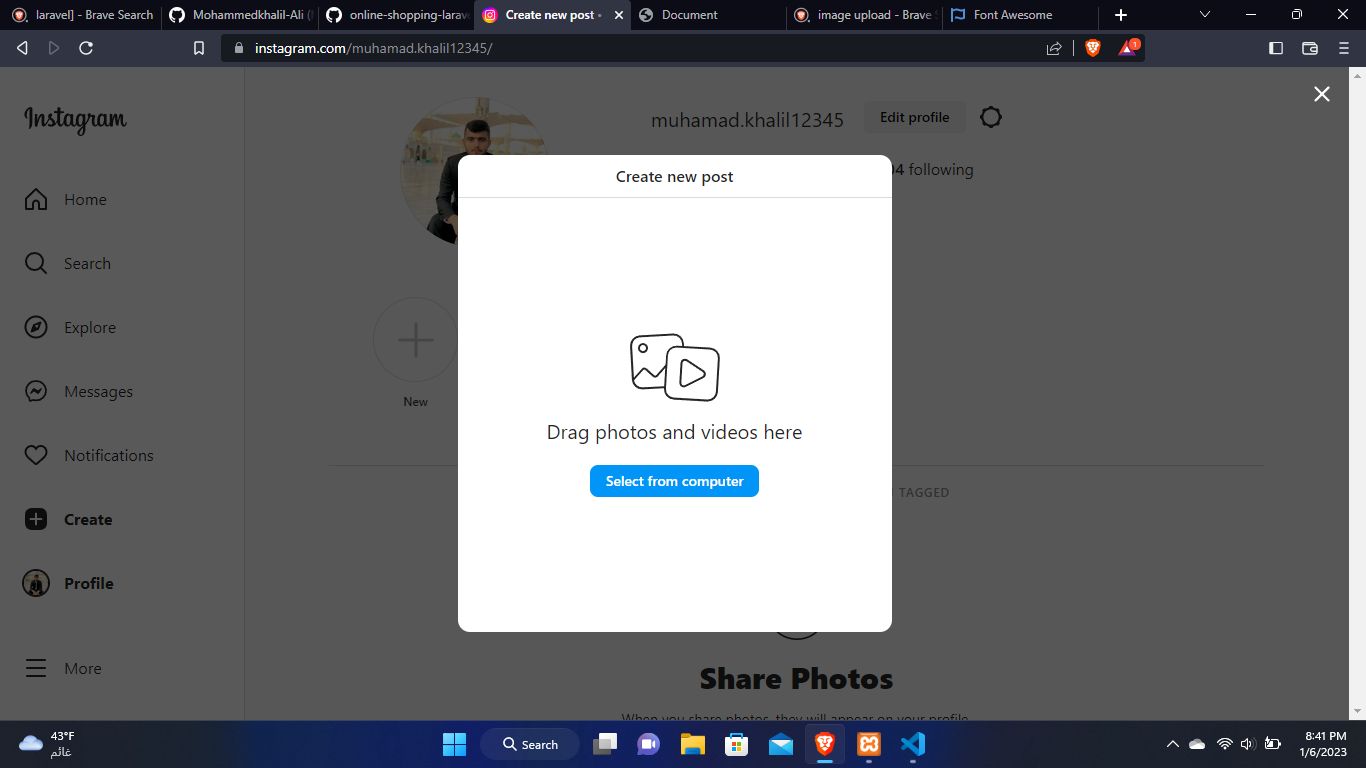 laravel] - Brave Search
Mohammedkhalil-Ali (
online-shopping-larav
Create new post •
Document
image upload - Brave S
Font Awesome
instagram.com/muhamad.khalil12345/
1
Instagram
muhamad.khalil12345
Edit profile
04 following
Create new post
Home
Search
Explore
Messages
Notifications
Create
Profile
More
New
Drag photos and videos here
Select from computer
TAGGED
Share Photos
When you share photos, they will appear on your profile.
43°F
غائم
Search
8:41 PM
1/6/2023